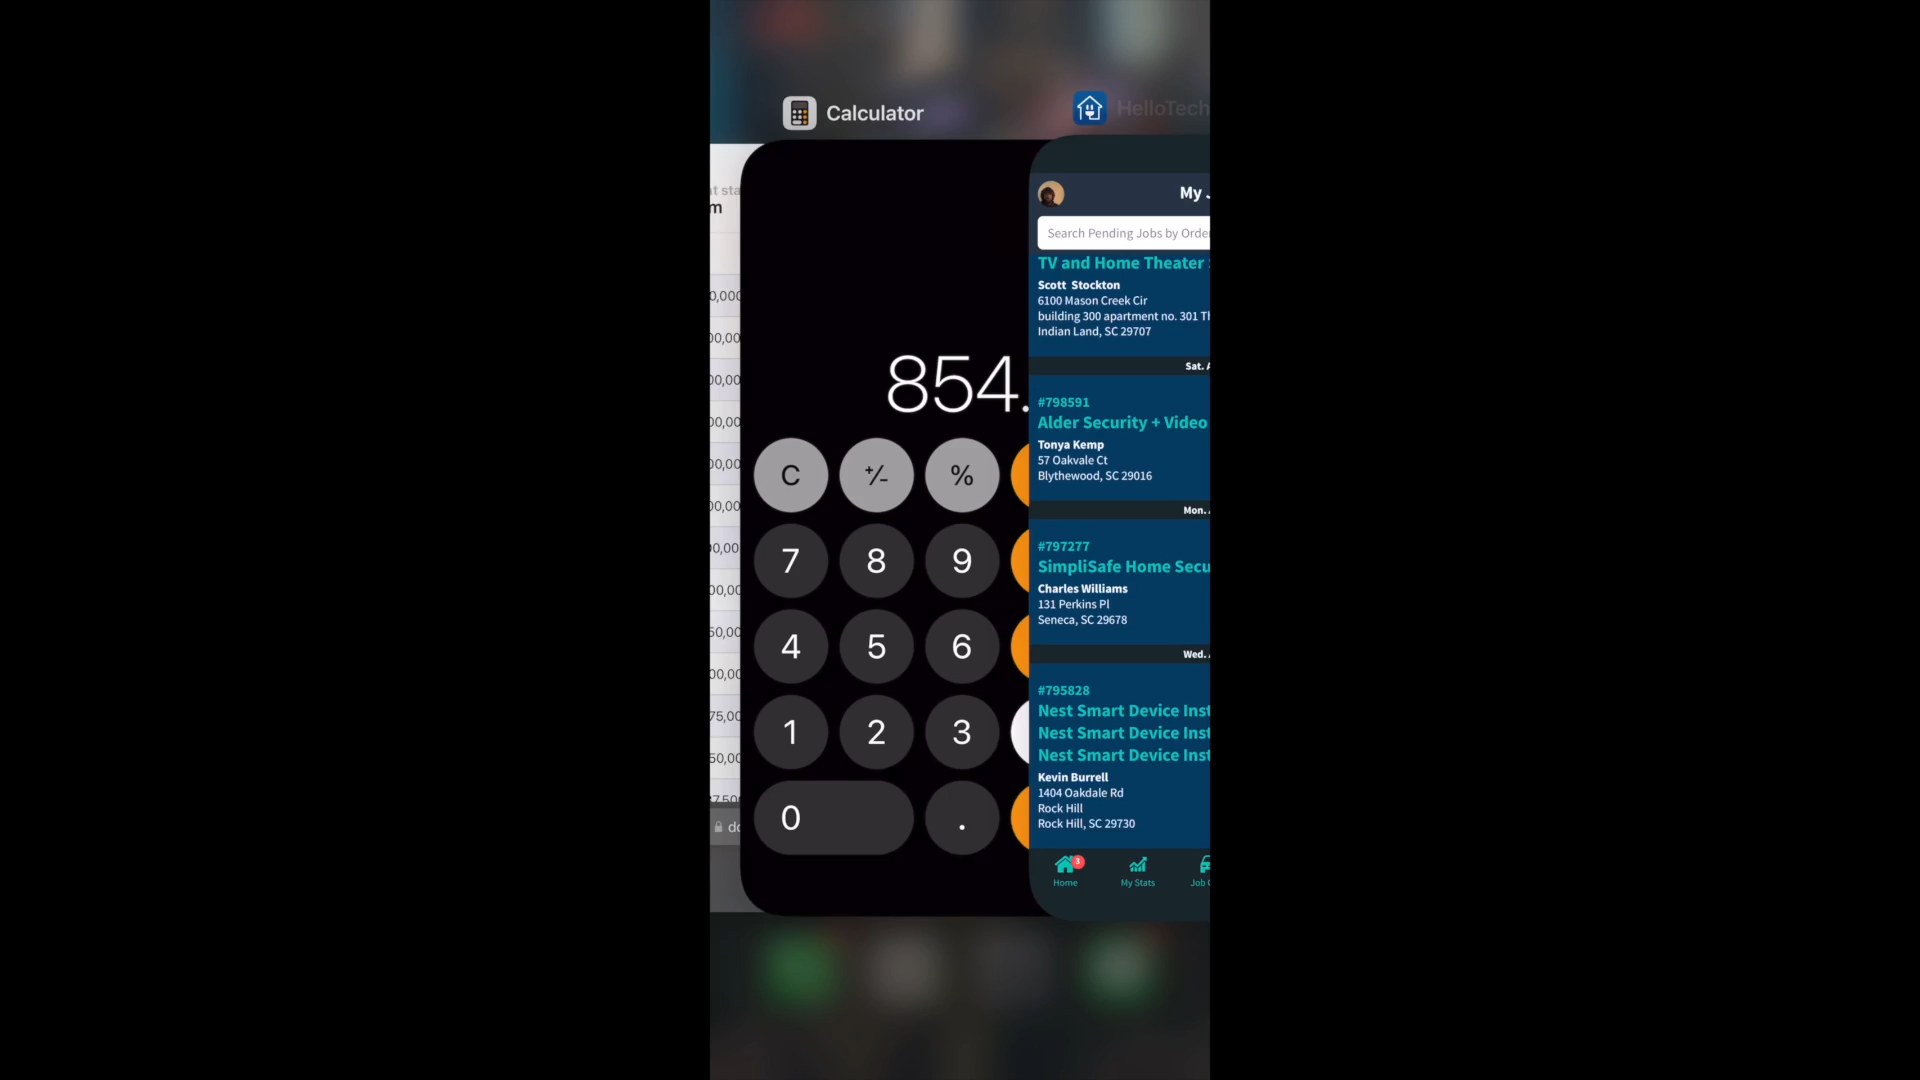 Calculator
HelloTech
m
854.
C
+/-
%
7
8
9
4
5
6
1
2
3
0
.
My
Search Pending Jobs by Order
TV and Home Theater
Scott Stockton
6100 Mason Creek Cir
building 300 apartment no. 301
Indian Land, SC 29707
Sat.
#798591
Alder Security + Video
Tonya Kemp
57 Oakvale Ct
Blythewood, SC 29016
Mon.
#797277
SimpliSafe Home Secu
Charles Williams
131 Perkins Pl
Seneca, SC 29678
Wed.
#795828
Nest Smart Device Inst
Nest Smart Device Inst
Nest Smart Device Inst
Kevin Burrell
1404 Oakdale Rd
Rock Hill
Rock Hill, SC 29730
3
Home
My Stats
Job